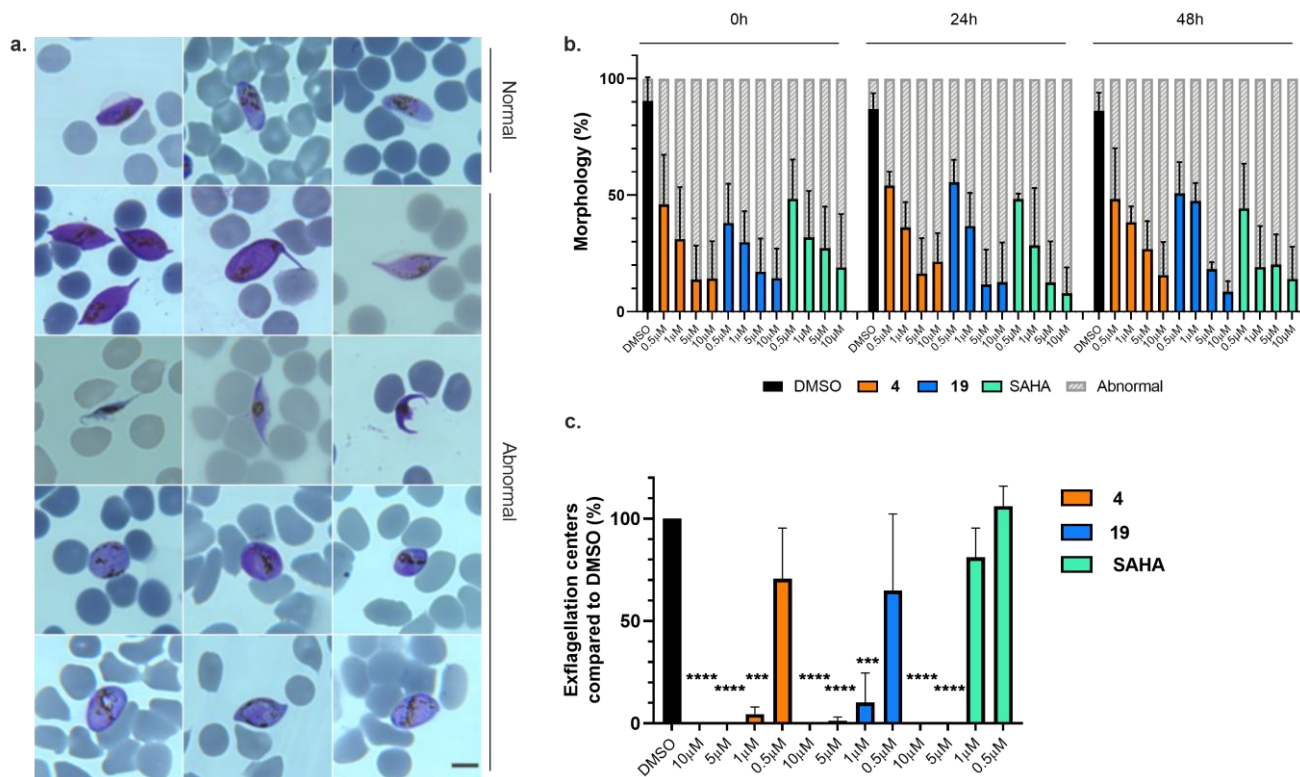 a.
Normal
Abnormal
b.
0h 24h 48h
Morphology (%)
100
50
0
DMSO 0.5µM 1µM 5µM 10µM 0.5µM 1µM 5µM 10µM 0.5µM 1µM 5µM 10µM
DMSO 0.5µM 1µM 5µM 10µM 0.5µM 1µM 5µM 10µM 0.5µM 1µM 5µM 10µM
DMSO 0.5µM 1µM 5µM 10µM 0.5µM 1µM 5µM 10µM 0.5µM 1µM 5µM 10µM
DMSO 4 19 SAHA Abnormal
c.
Exflagellation centers
compared to DMSO (%)
100
50
0
**** **** *** **** **** *** **** ****
DMSO 10µM 5µM 1µM 0.5µM 10µM 5µM 1µM 0.5µM 10µM 5µM 1µM 0.5µM
4
19
SAHA